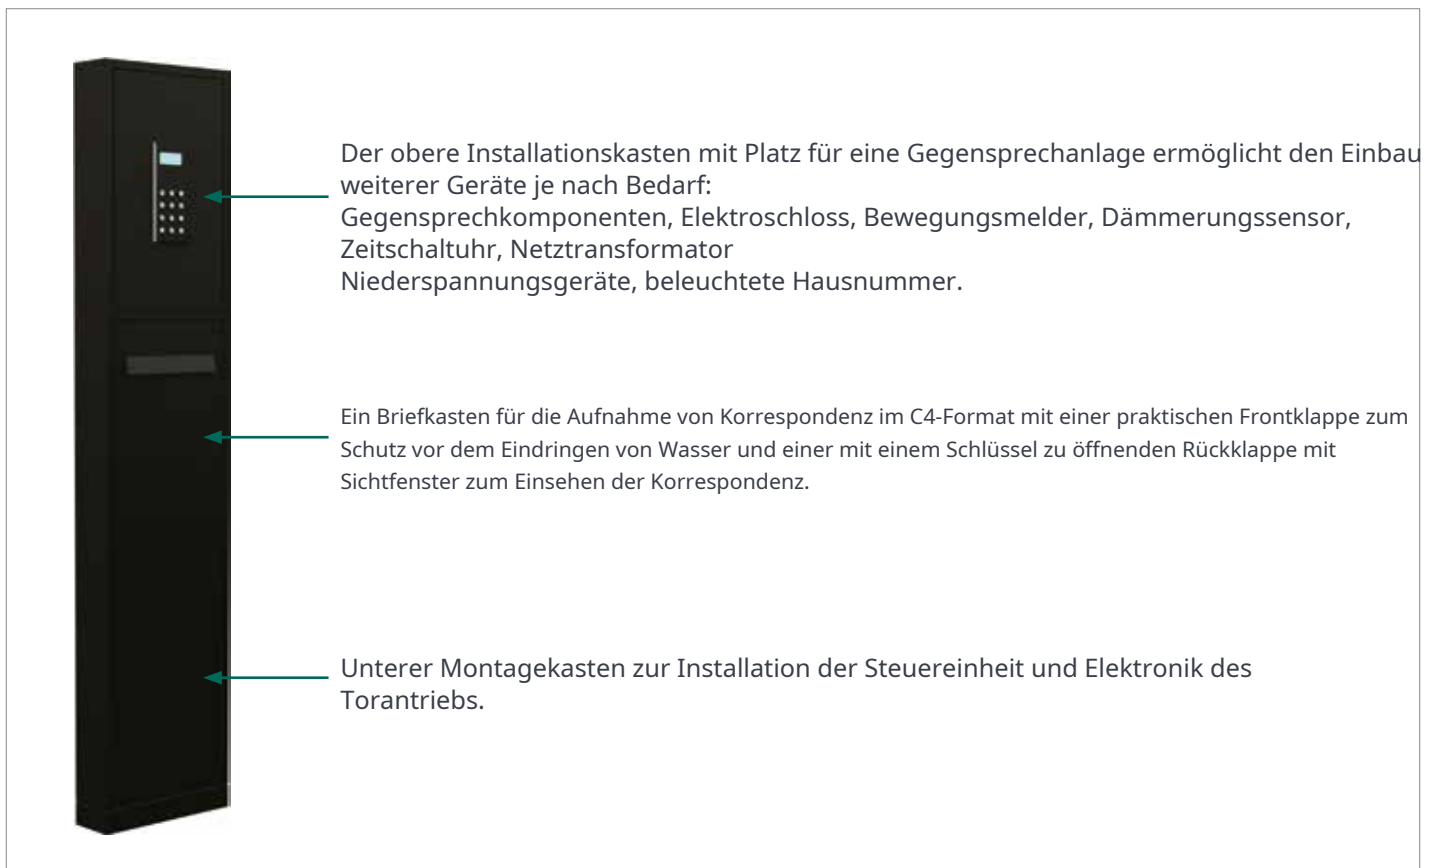 Der obere Installationskasten mit Platz für eine Gegensprechanlage ermöglicht den Einbau
weiterer Geräte je nach Bedarf:
Gegensprechkomponenten, Elektroschloss, Bewegungsmelder, Dämmerungssensor,
Zeitschaltuhr, Netztransformator
Niederspannungsgeräte, beleuchtete Hausnummer.
Ein Briefkasten für die Aufnahme von Korrespondenz im C4-Format mit einer praktischen Frontklappe zum
Schutz vor dem Eindringen von Wasser und einer mit einem Schlüssel zu öffnenden Rückklappe mit
Sichtfenster zum Einsehen der Korrespondenz.
Unterer Montagekasten zur Installation der Steuereinheit und Elektronik des
Torantriebs.